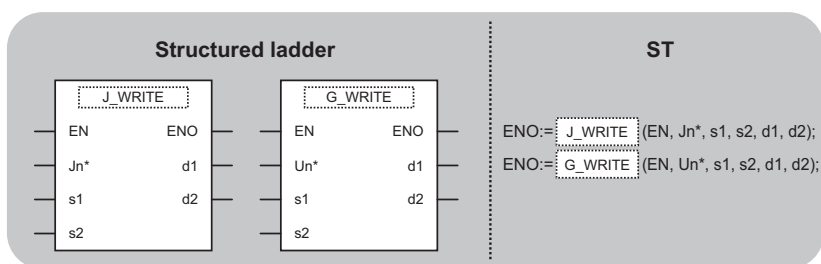 Structured ladder
ST
J_WRITE
G_WRITE
EN ENO
EN ENO
Jn* d1
Un* d1
s1 d2
s1 d2
s2
s2
ENO:= J_WRITE (EN, Jn*, s1, s2, d1, d2);
ENO:= G_WRITE (EN, Un*, s1, s2, d1, d2);